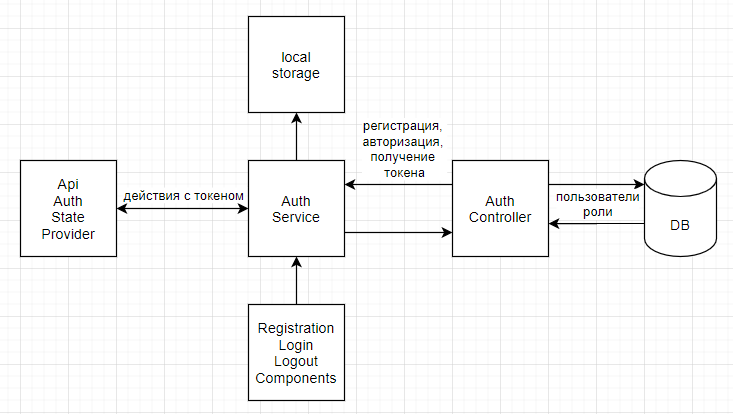 local
storage
регистрация,
авторизация,
получение
токена
Api
Auth
State
Provider
действия с токеном
Auth
Service
Auth
Controller
пользователи
роли
DB
Registration
Login
Logout
Components